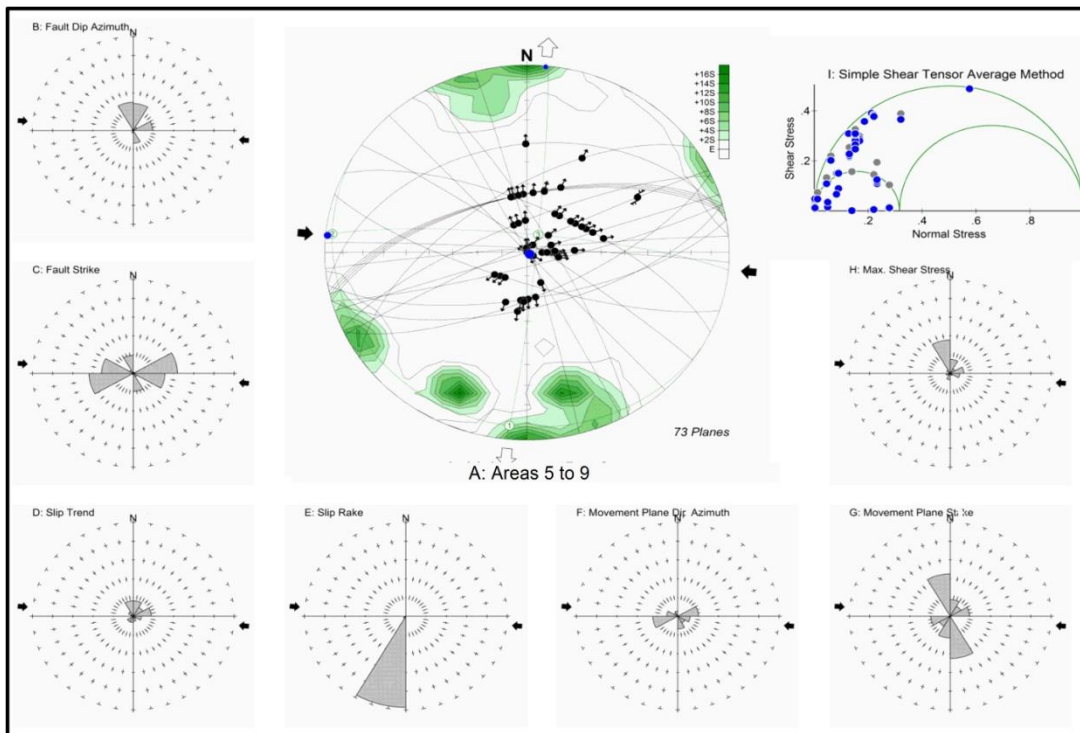 B: Fault Dip Azimuth
N
N
+16S
+14S
+12S
+10S
+8S
+6S
+4S
+2S
E
73 Planes
A: Areas 5 to 9
I: Simple Shear Tensor Average Method
Shear Stress
.4
.2
.2
.4
.6
.8
Normal Stress
C: Fault Strike
N
H: Max. Shear Stress
N
D: Slip Trend
N
E: Slip Rake
N
F: Movement Plane Dip Azimuth
N
G: Movement Plane Strike
N